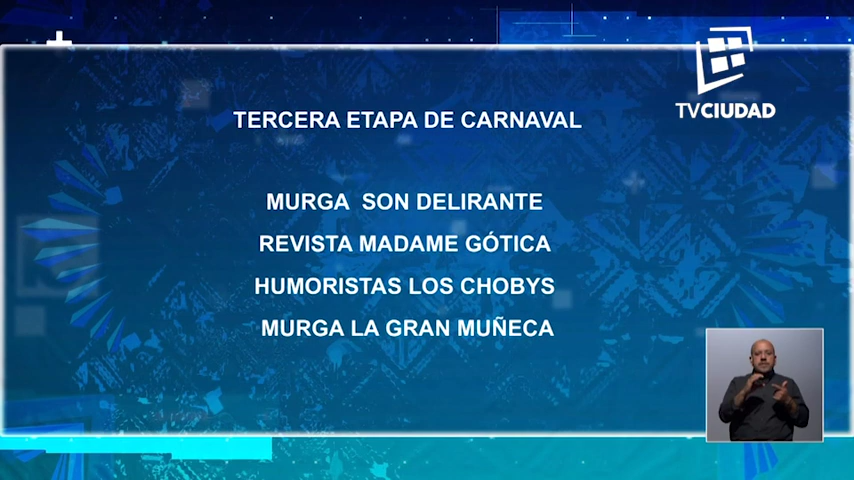 TVCIUDAD
TERCERA ETAPA DE CARNAVAL
MURGA SON DELIRANTE
REVISTA MADAME GÓTICA
HUMORISTAS LOS CHOBYS
MURGA LA GRAN MUÑECA